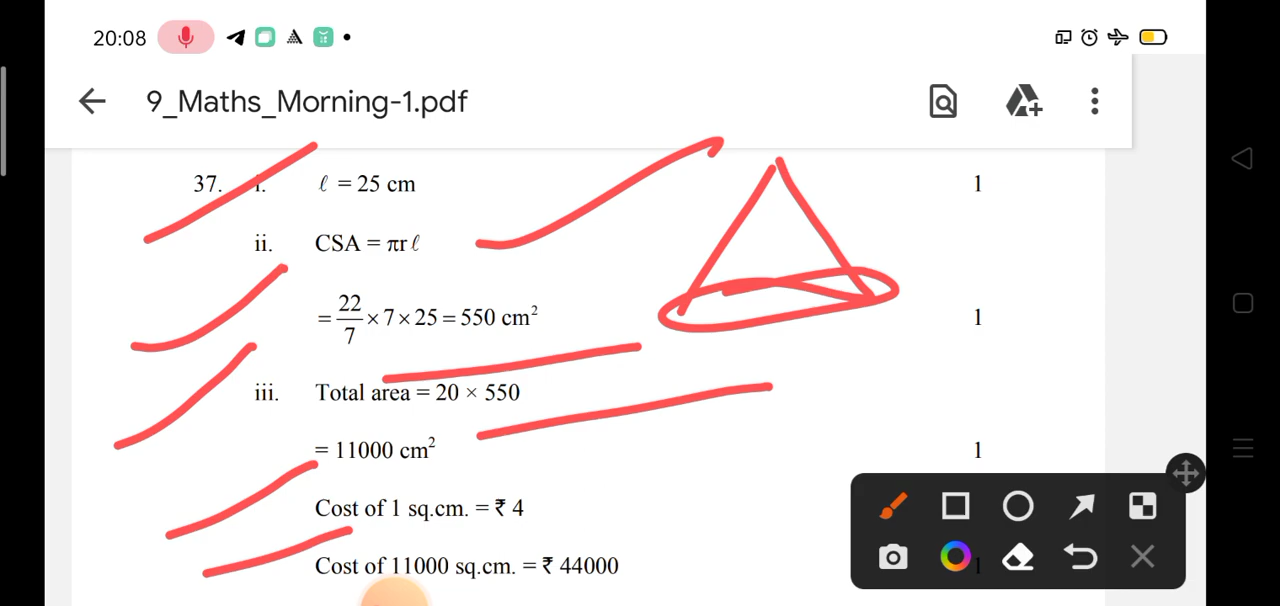 20:08
9_Maths_Morning-1.pdf
37. i. ℓ = 25 cm 1
ii. CSA = πr ℓ
= 22/7 × 7 × 25 = 550 cm² 1
iii. Total area = 20 × 550
= 11000 cm² 1
Cost of 1 sq.cm. = ₹ 4
Cost of 11000 sq.cm. = ₹ 44000 1